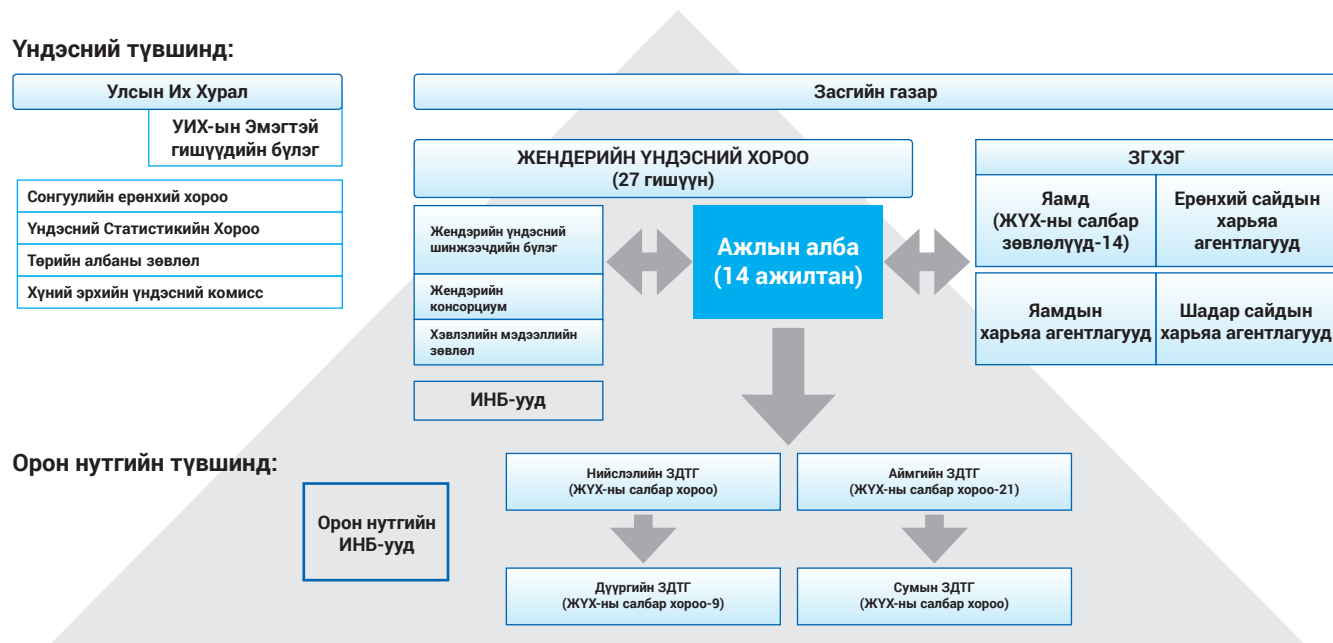 Үндэсний түвшинд:
Улсын Их Хурал
УИХ-ын Эмэгтэй
гишүүдийн бүлэг
Сонгуулийн ерөнхий хороо
Үндэсний Статистикийн Хороо
Төрийн албаны зөвлөл
Хүний эрхийн үндэсний комисс
Засгийн газар
ЖЕНДЕРИЙН ҮНДЭСНИЙ ХОРОО
(27 гишүүн)
Жендэрийн үндэсний
шинжээчдийн бүлэг
Жендэрийн
консорциум
Хэвлэлийн мэдээллийн
зөвлөл
ИНБ-ууд
Ажлын алба
(14 ажилтан)
ЗГХЭГ
Яамд
(ЖҮХ-ны салбар
зөвлөлүүд-14)
Ерөнхий сайдын
харьяа
агентлагууд
Яамдын
харьяа агентлагууд
Шадар сайдын
харьяа агентлагууд
Орон нутгийн түвшинд:
Орон нутгийн
ИНБ-ууд
Нийслэлийн ЗДТГ
(ЖҮХ-ны салбар хороо)
Аймгийн ЗДТГ
(ЖҮХ-ны салбар хороо-21)
Дүүргийн ЗДТГ
(ЖҮХ-ны салбар хороо-9)
Сумын ЗДТГ
(ЖҮХ-ны салбар хороо)